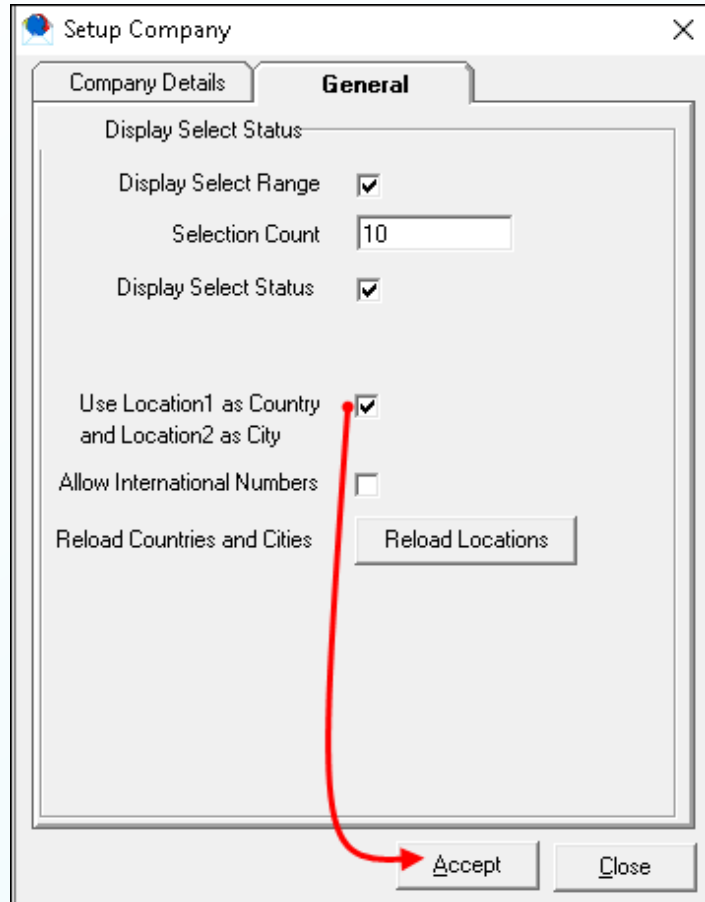 Setup Company
Company Details
General
Display Select Status
Display Select Range
Selection Count
10
Display Select Status
Use Location1 as Country
and Location2 as City
Allow International Numbers
Reload Countries and Cities
Reload Locations
Accept
Close